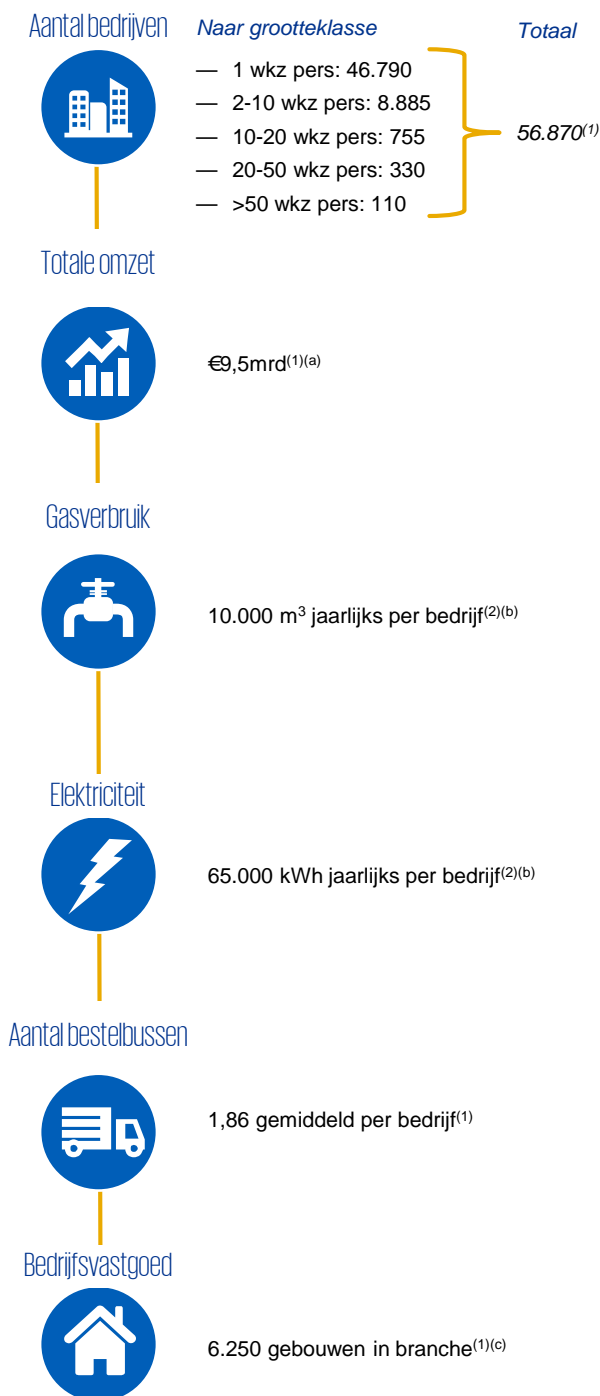 Aantal bedrijven
Naar grootteklasse
Totaal
— 1 wkz pers: 46.790
— 2-10 wkz pers: 8.885
— 10-20 wkz pers: 755
— 20-50 wkz pers: 330
— >50 wkz pers: 110
56.870(1)
Totale omzet
€9,5mrd(1)(a)
Gasverbruik
10.000 m3 jaarlijks per bedrijf(2)(b)
Elektriciteit
65.000 kWh jaarlijks per bedrijf(2)(b)
Aantal bestelbussen
1,86 gemiddeld per bedrijf(1)
Bedrijfsvastgoed
6.250 gebouwen in branche(1)(c)